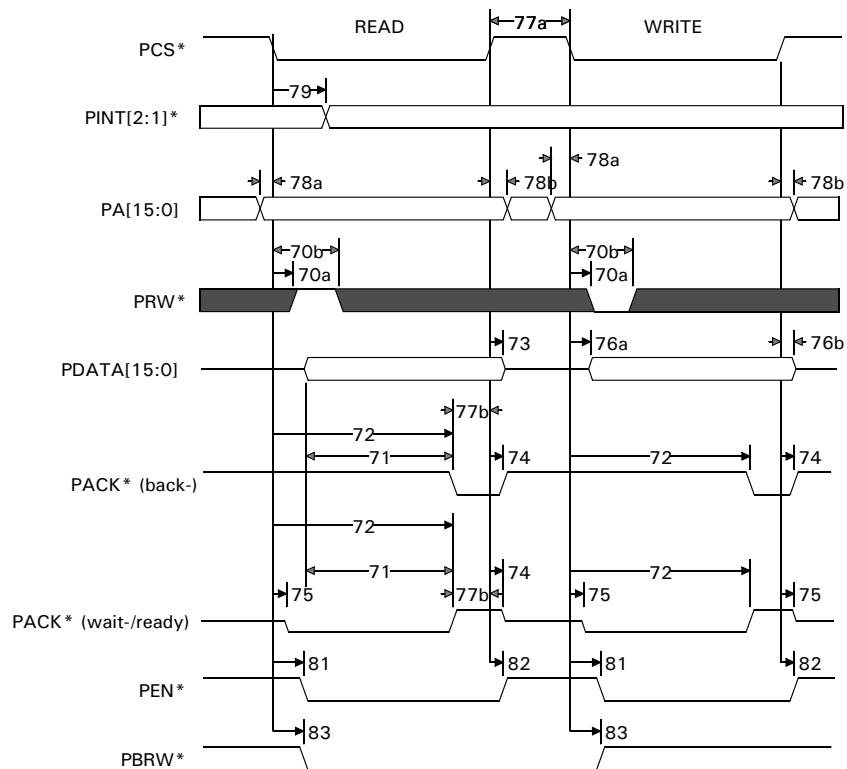 READ 77a WRITE
PCS*
79
PINT[2:1]*
78a 78b 78a 78b
PA[15:0]
70b 70b
70a 70a
PRW*
73 76a 76b
PDATA[15:0]
77b
72
71 74 72 74
PACK* (back-)
72
71 74 72
75 77b 75 75
PACK* (wait-/ready)
81 82 81 82
PEN*
83 83
PBRW*